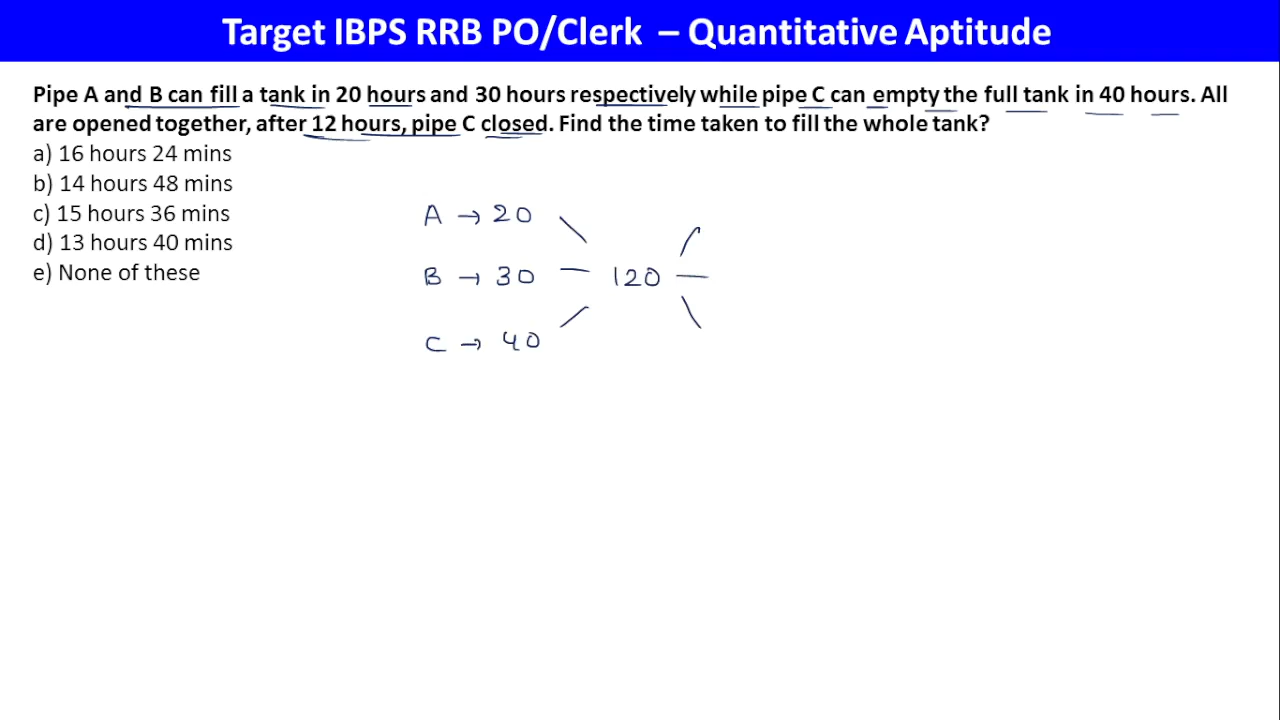 Target IBPS RRB PO/Clerk – Quantitative Aptitude
Pipe A and B can fill a tank in 20 hours and 30 hours respectively while pipe C can empty the full tank in 40 hours. All
are opened together, after 12 hours, pipe C closed. Find the time taken to fill the whole tank?
a) 16 hours 24 mins
b) 14 hours 48 mins
c) 15 hours 36 mins
d) 13 hours 40 mins
e) None of these
A → 20
B → 30
120
C → 40